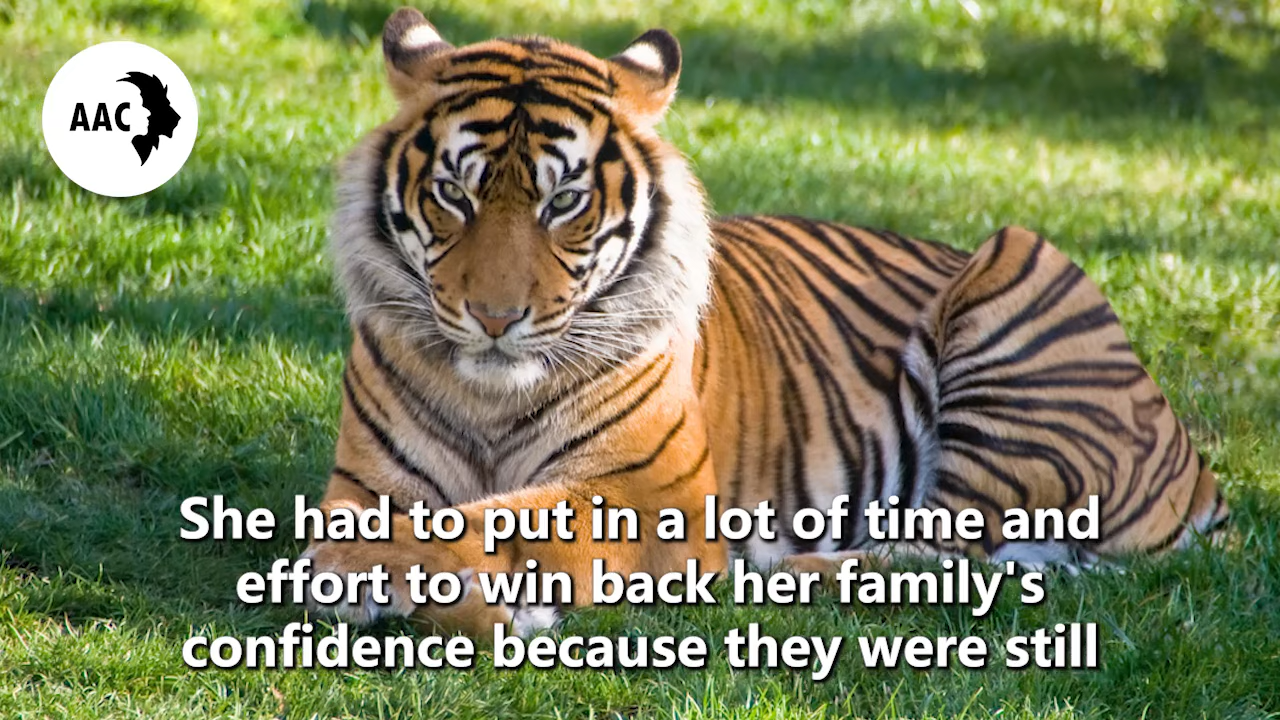 AAC
She had to put in a lot of time and
effort to win back her family's
confidence because they were still